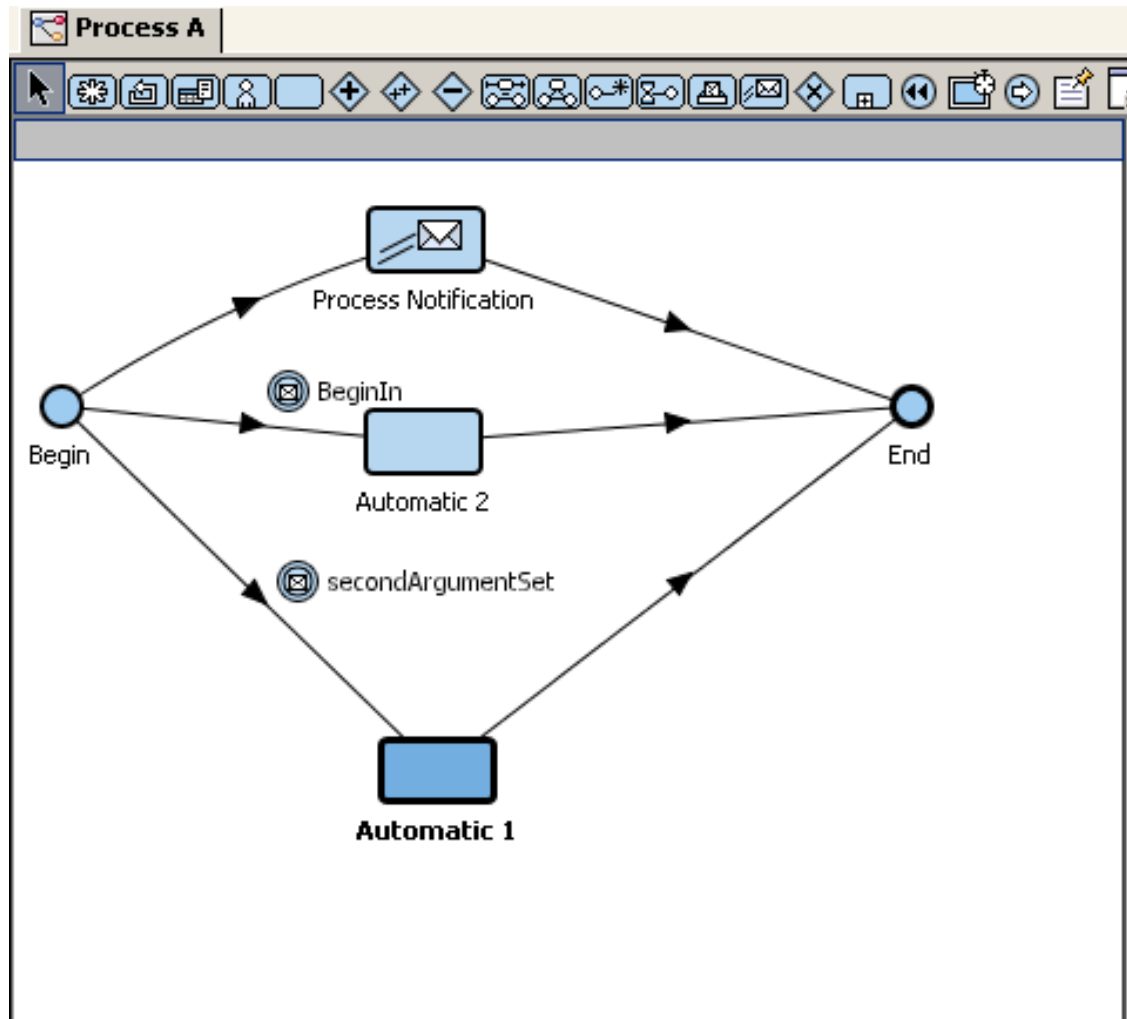 Process A
Process Notification
BeginIn
Begin
End
Automatic 2
secondArgumentSet
Automatic 1